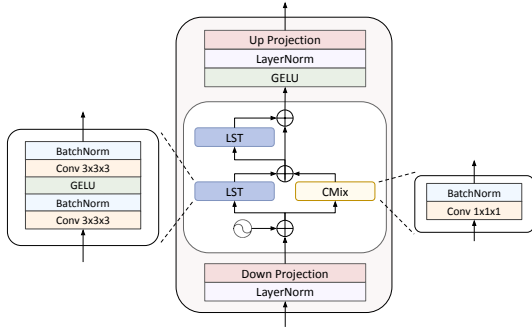 Up Projection
LayerNorm
GELU
LST
BatchNorm
Conv 3x3x3
GELU
BatchNorm
Conv 3x3x3
LST
CMix
BatchNorm
Conv 1x1x1
Down Projection
LayerNorm